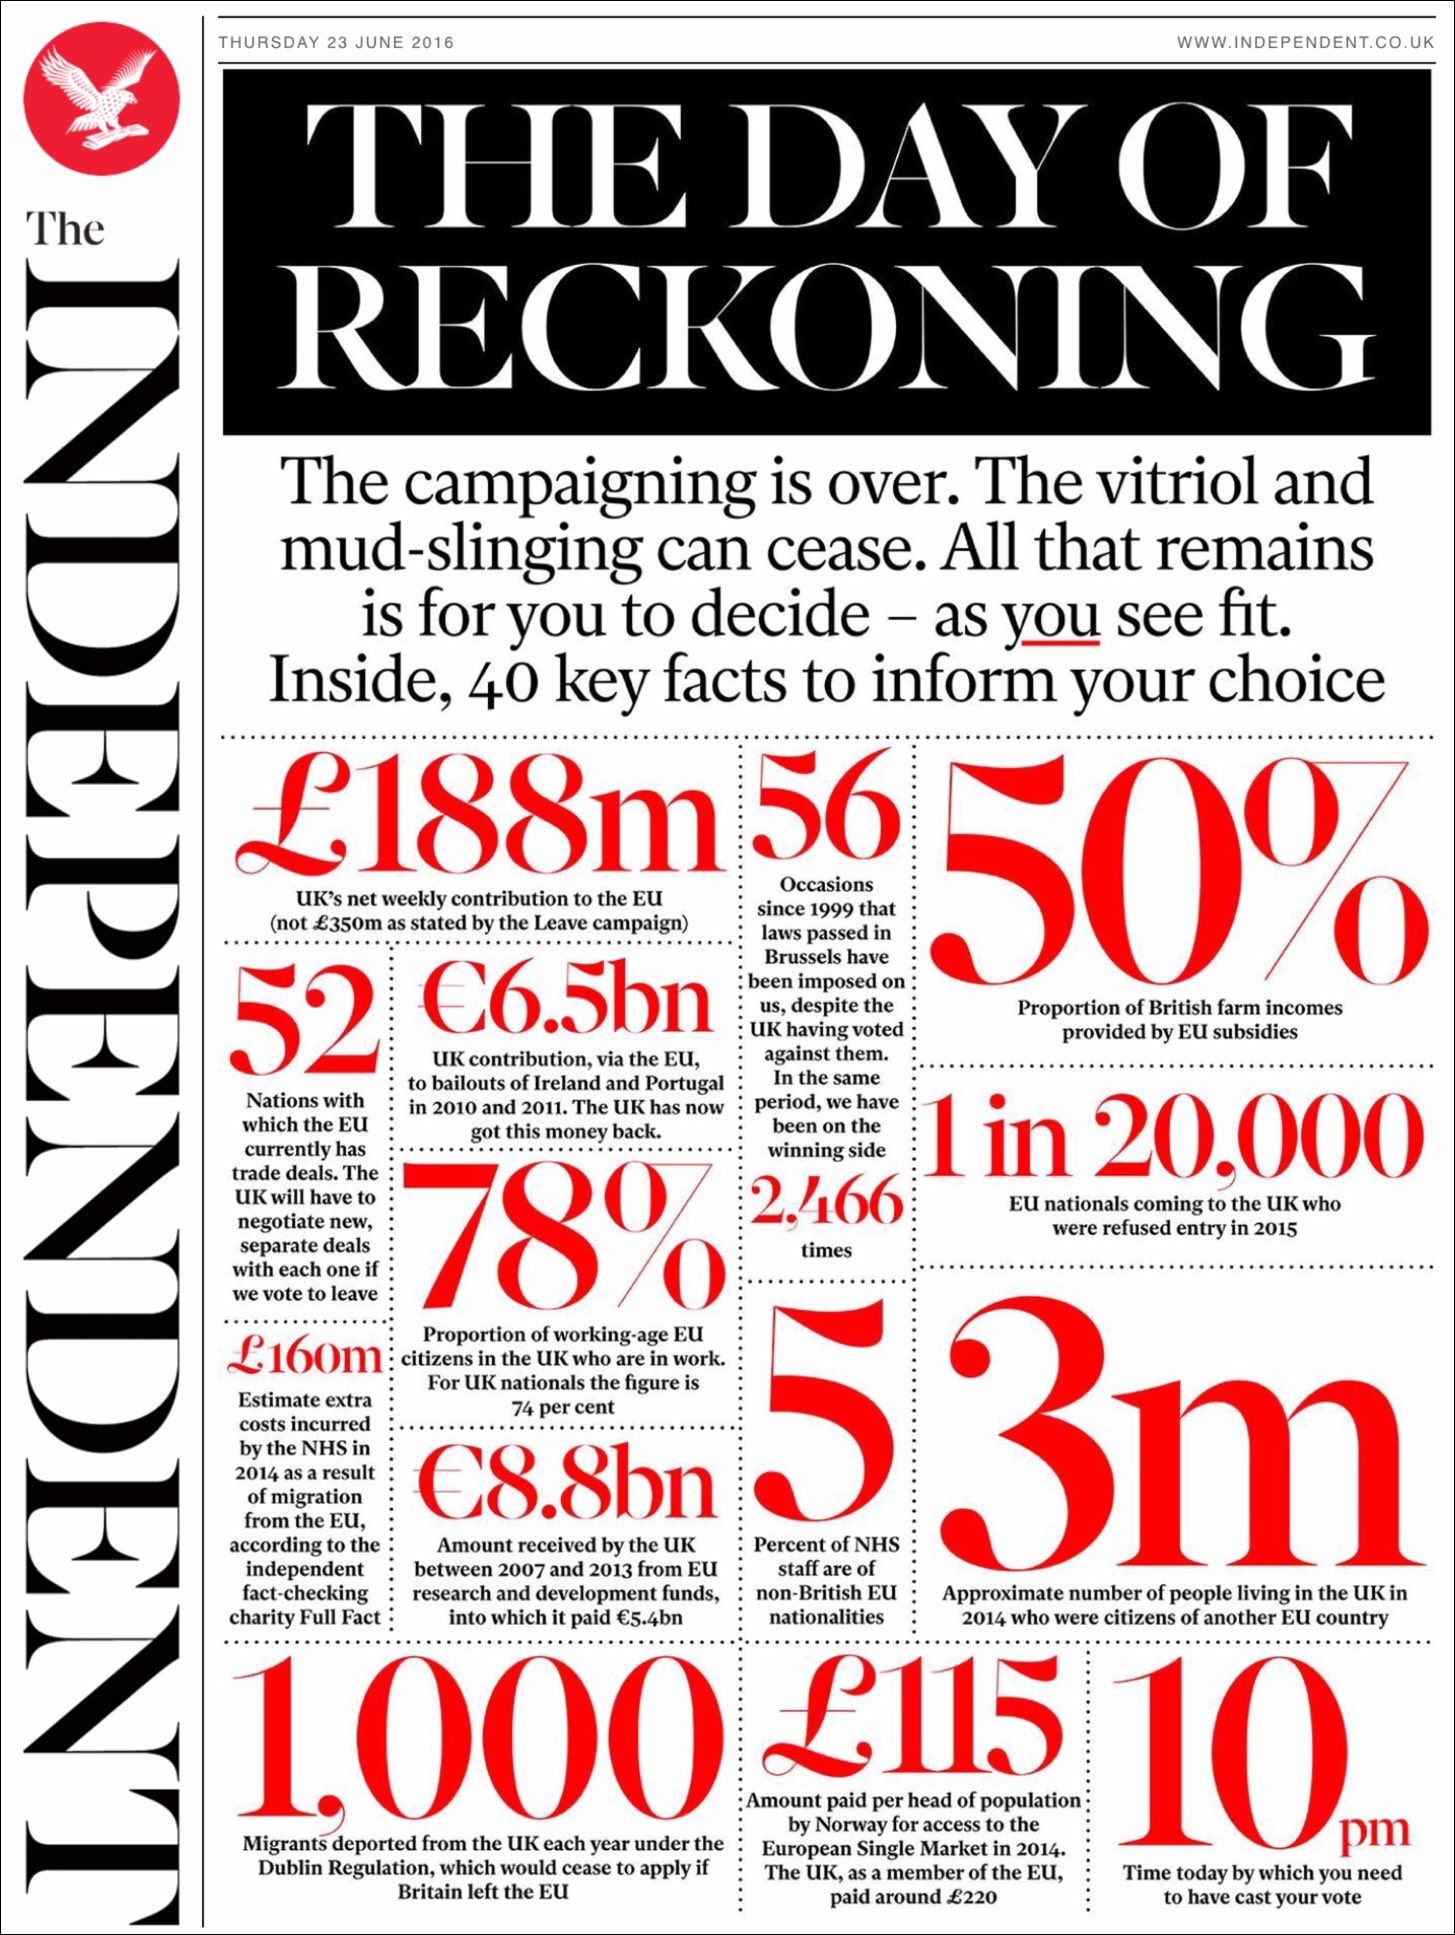 THURSDAY 23 JUNE 2016
WWW.INDEPENDENT.CO.UK
The
INDEPENDENT
THE DAY OF
RECKONING
The campaigning is over. The vitriol and
mud-slinging can cease. All that remains
is for you to decide – as you see fit.
Inside, 40 key facts to inform your choice
£188m
UK's net weekly contribution to the EU
(not £350m as stated by the Leave campaign)
52
Nations with
which the EU
currently has
trade deals. The
UK will have to
negotiate new,
separate deals
with each one if
we vote to leave
£160m
Estimate extra
costs incurred
by the NHS in
2014 as a result
of migration
from the EU,
according to the
independent
fact-checking
charity Full Fact
€6.5bn
UK contribution, via the EU,
to bailouts of Ireland and Portugal
in 2010 and 2011. The UK has now
got this money back.
78%
Proportion of working-age EU
citizens in the UK who are in work.
For UK nationals the figure is
74 per cent
€8.8bn
Amount received by the UK
between 2007 and 2013 from EU
research and development funds,
into which it paid €5.4bn
56
Occasions
since 1999 that
laws passed in
Brussels have
been imposed on
us, despite the
UK having voted
against them.
In the same
period, we have
been on the
winning side
2,466
times
5
Percent of NHS
staff are of
non-British EU
nationalities
50%
Proportion of British farm incomes
provided by EU subsidies
1 in 20,000
EU nationals coming to the UK who
were refused entry in 2015
3m
Approximate number of people living in the UK in
2014 who were citizens of another EU country
1,000
Migrants deported from the UK each year under the
Dublin Regulation, which would cease to apply if
Britain left the EU
£115
Amount paid per head of population
by Norway for access to the
European Single Market in 2014.
The UK, as a member of the EU,
paid around £220
10pm
Time today by which you need
to have cast your vote